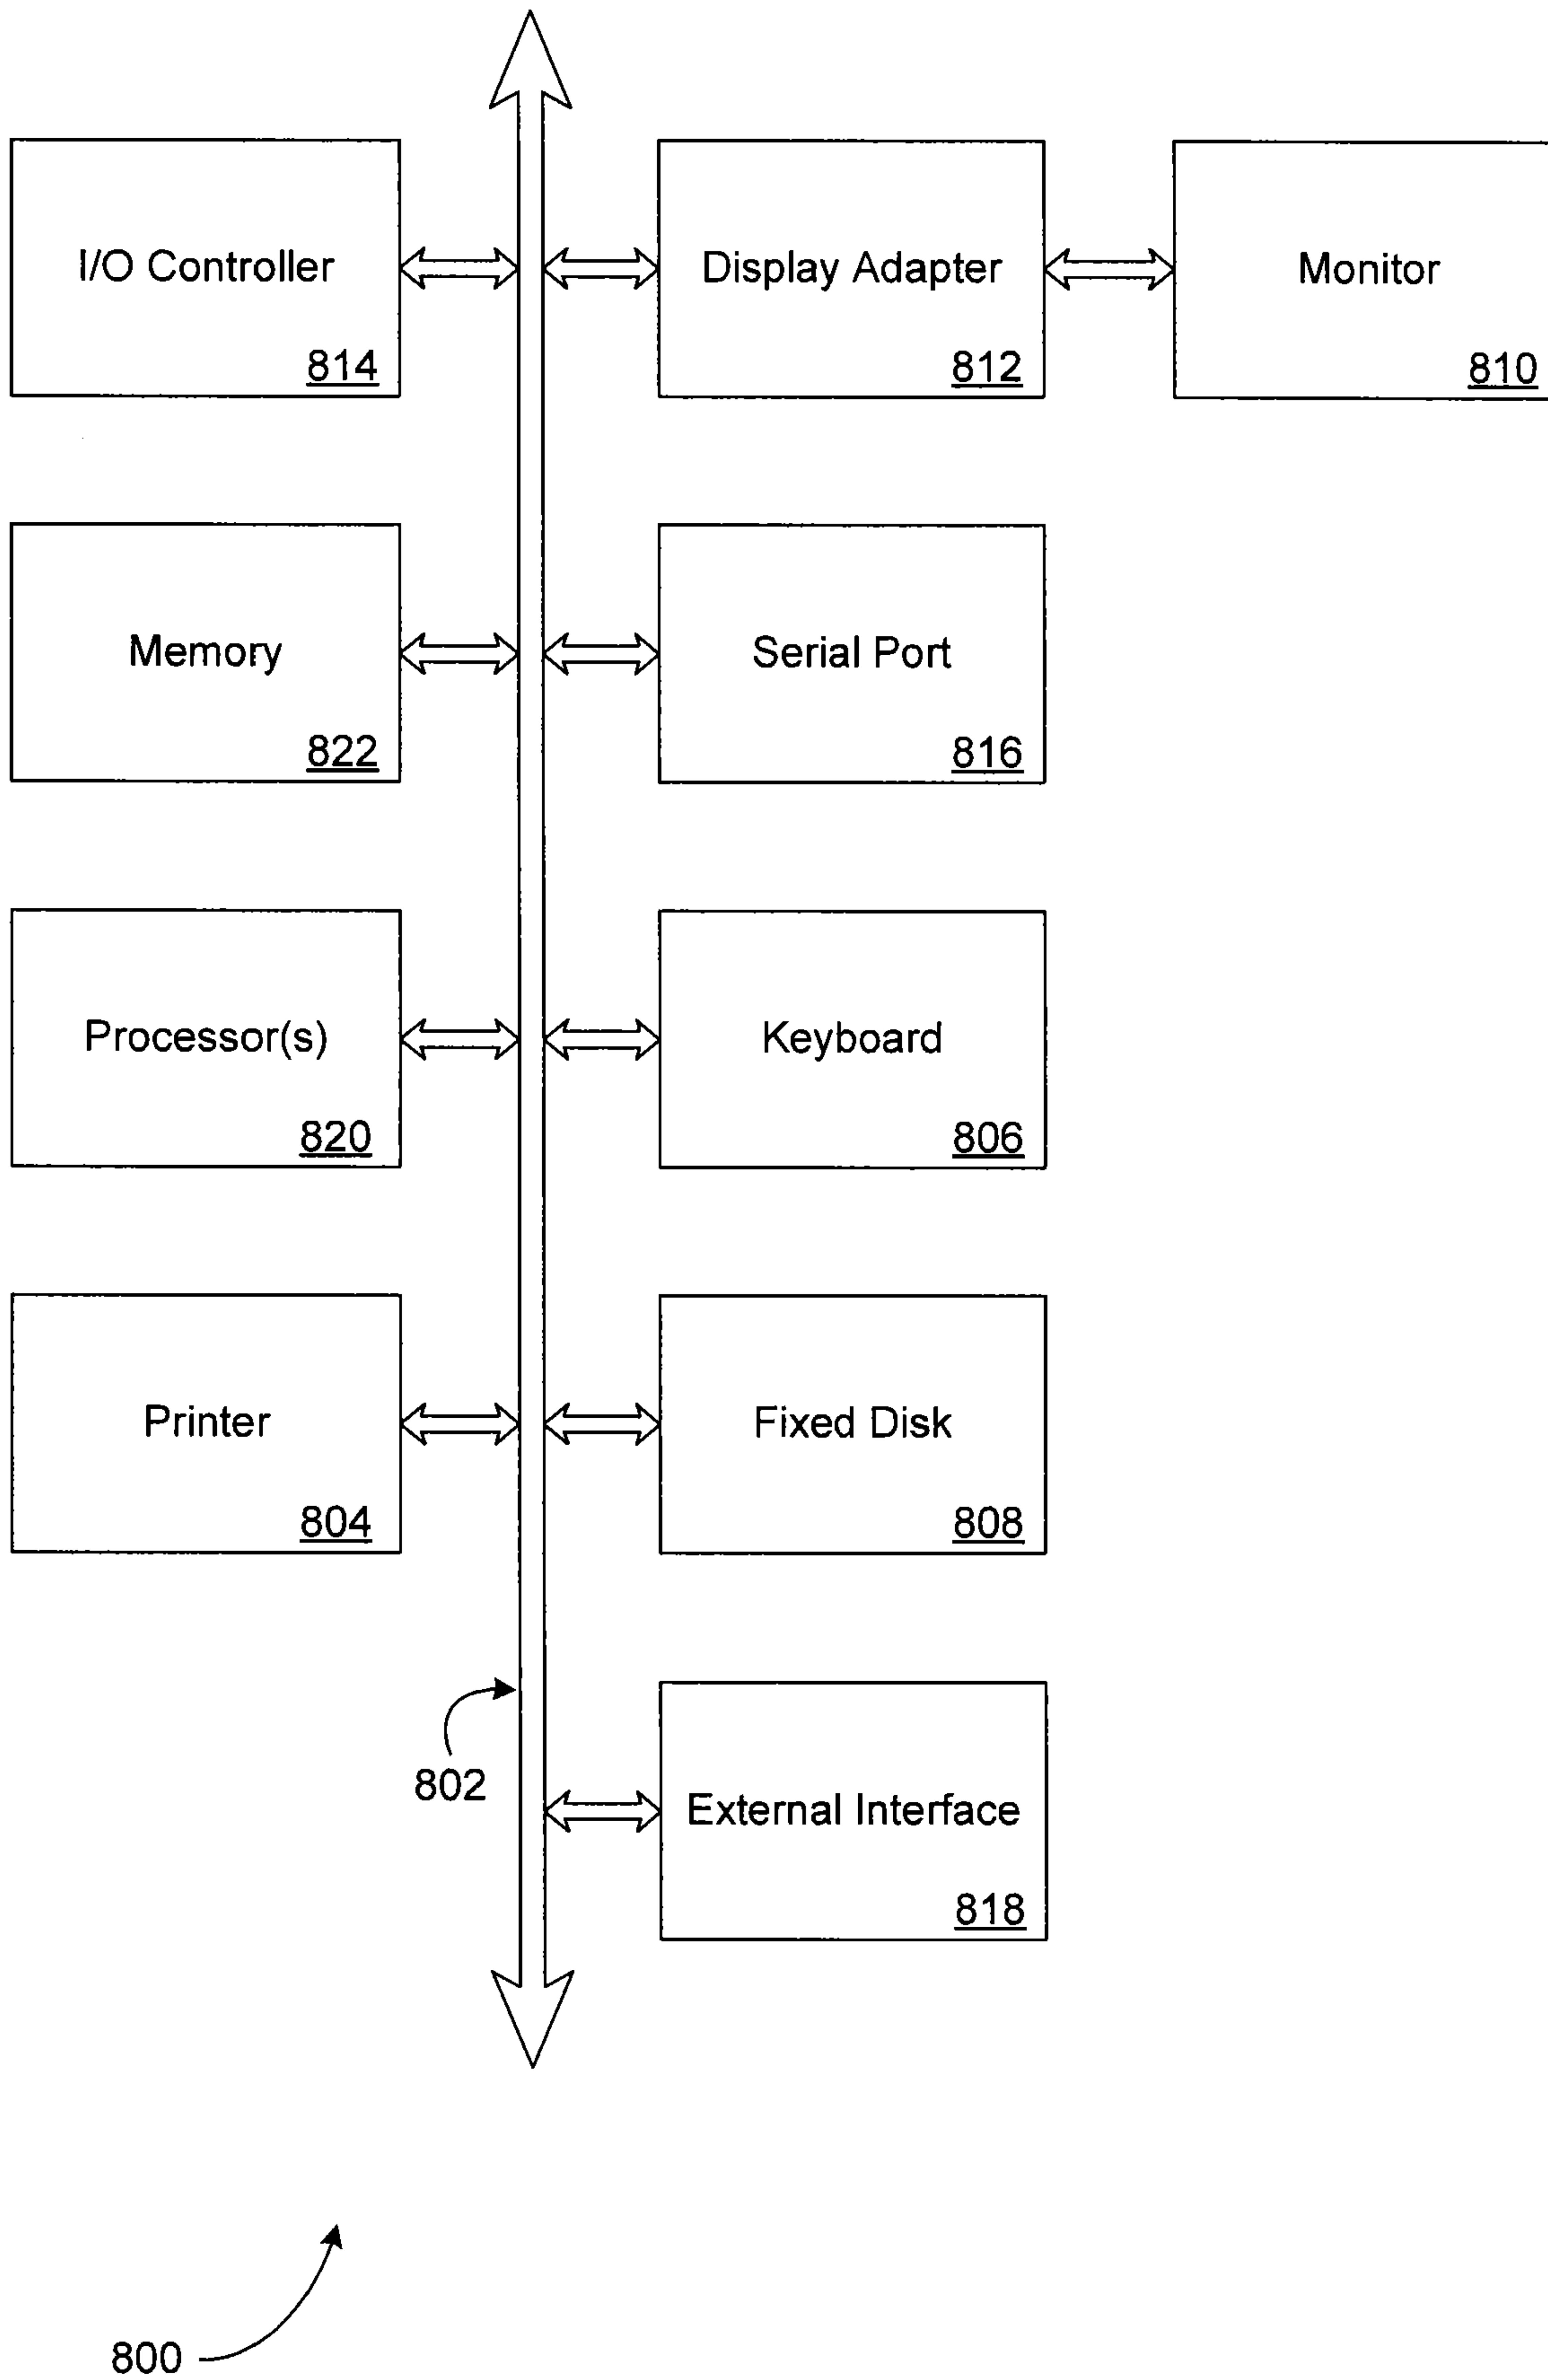 I/O Controller
814
Display Adapter
812
Monitor
810
Memory
822
Serial Port
816
Processor(s)
820
Keyboard
806
Printer
804
Fixed Disk
808
802
External Interface
818
800